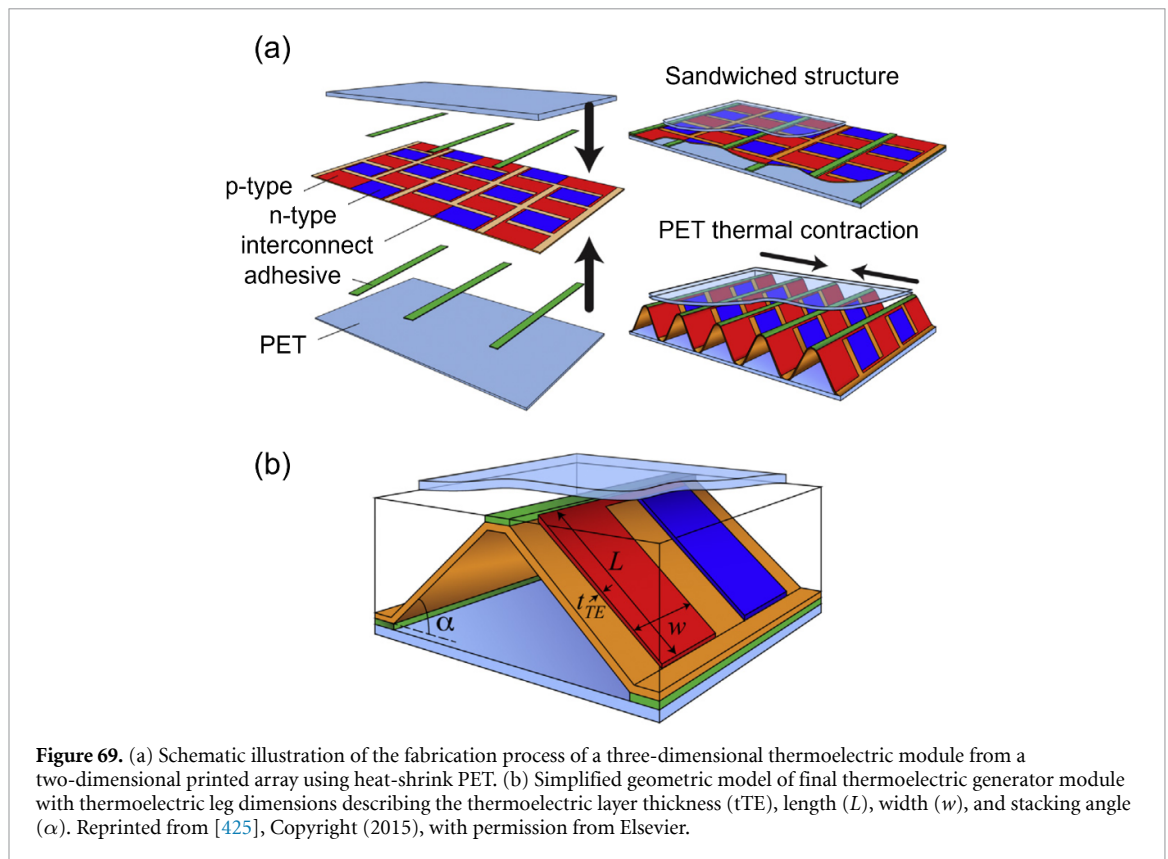 (a)
Sandwiched structure
p-type
n-type
interconnect
adhesive
PET
PET thermal contraction
(b)
L
tTE
w
α
Figure 69. (a) Schematic illustration of the fabrication process of a three-dimensional thermoelectric module from a
two-dimensional printed array using heat-shrink PET. (b) Simplified geometric model of final thermoelectric generator module
with thermoelectric leg dimensions describing the thermoelectric layer thickness (tTE), length (L), width (w), and stacking angle
(α). Reprinted from [425], Copyright (2015), with permission from Elsevier.